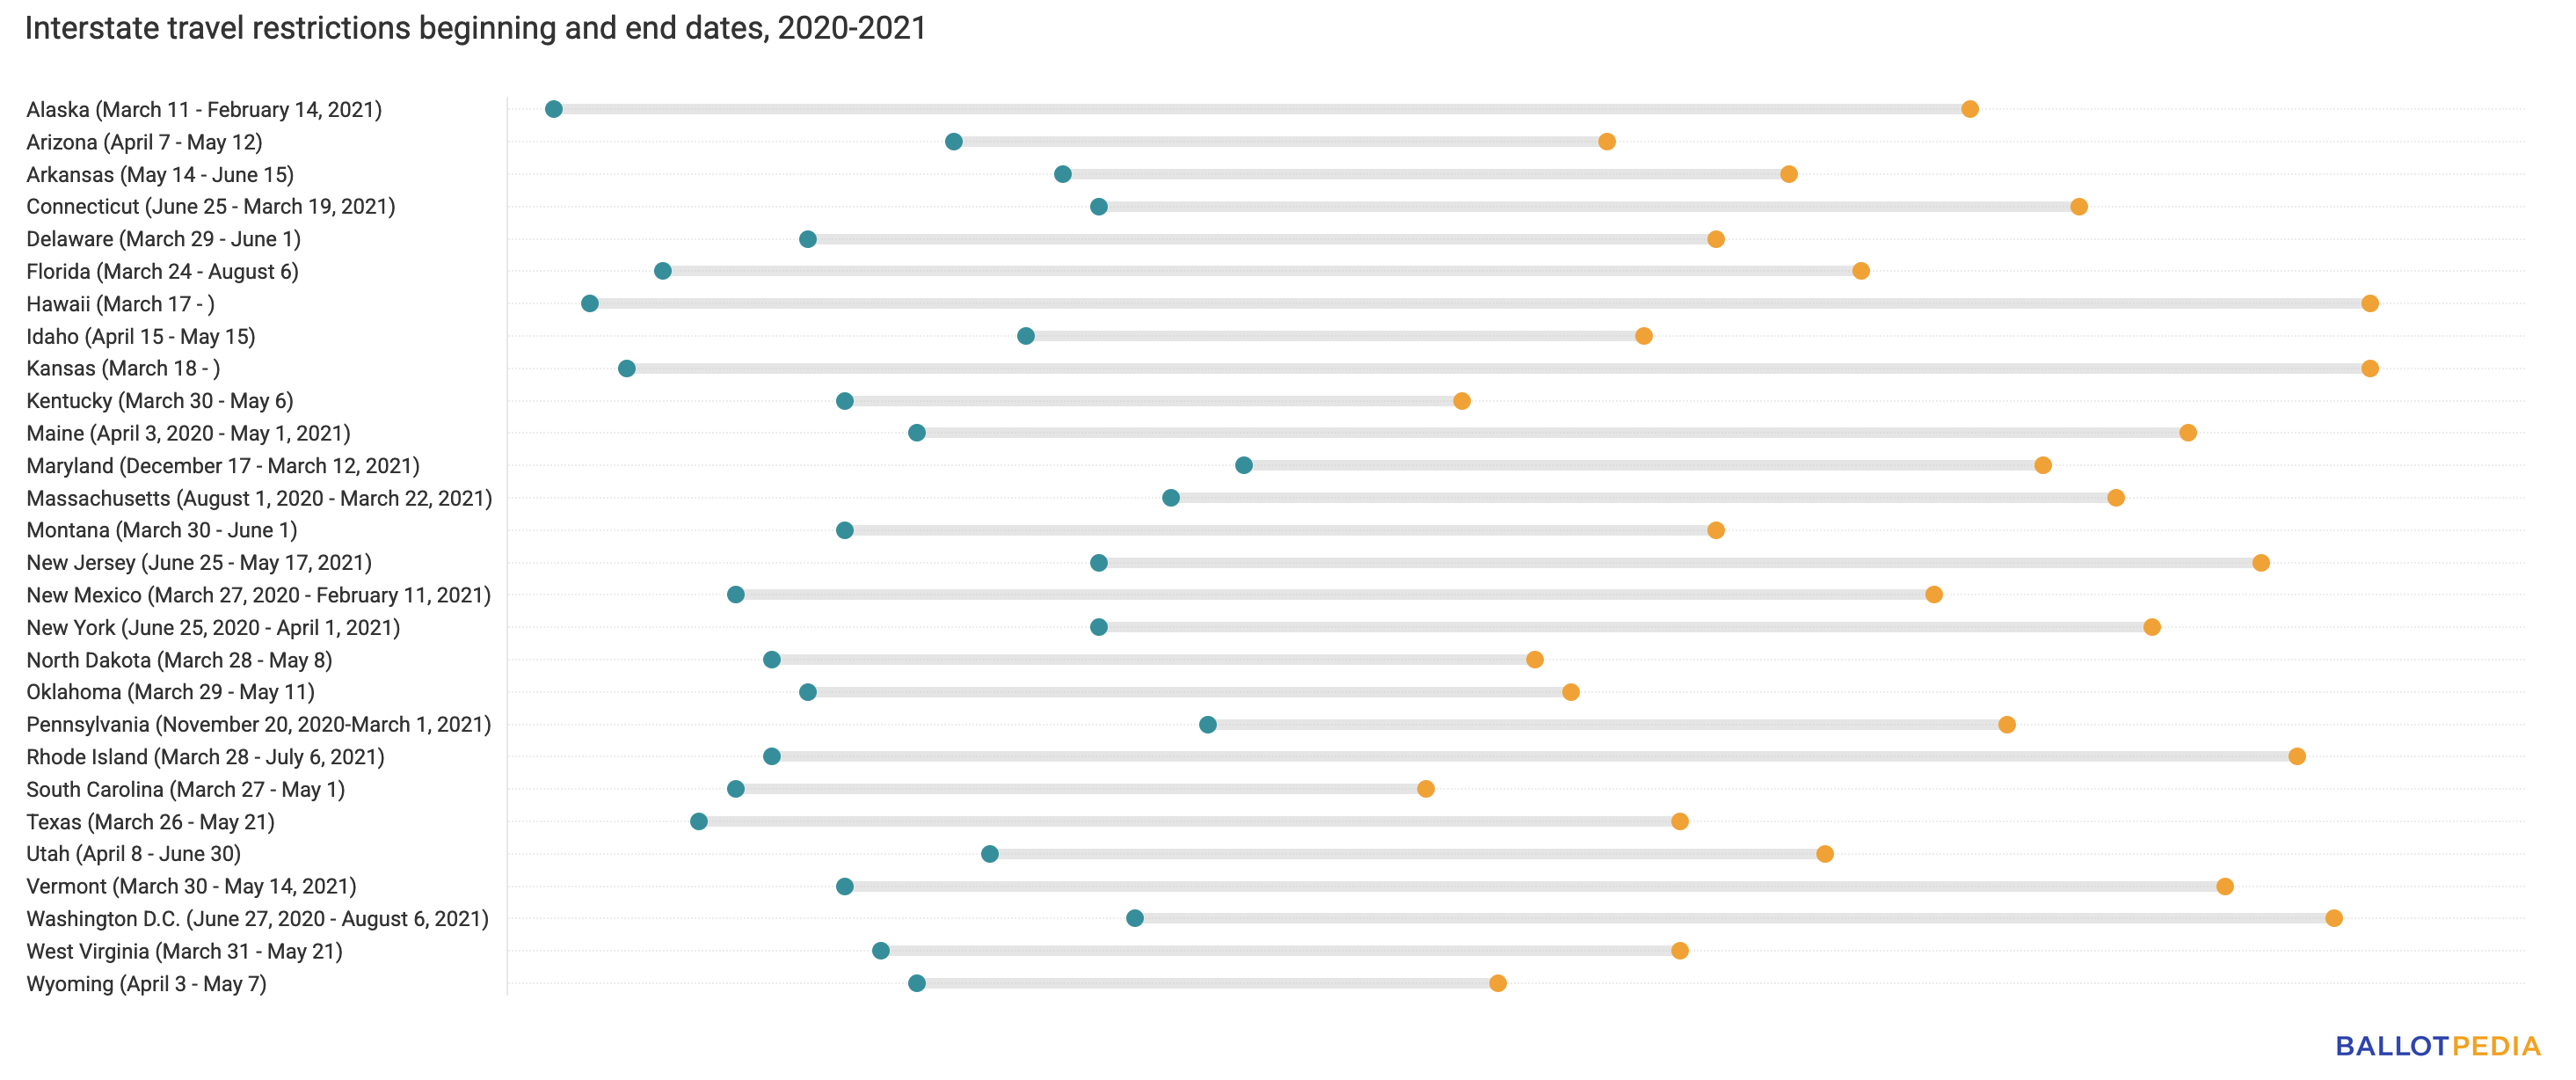 Interstate travel restrictions beginning and end dates, 2020-2021
Alaska (March 11 - February 14, 2021)
Arizona (April 7 - May 12)
Arkansas (May 14 - June 15)
Connecticut (June 25 - March 19, 2021)
Delaware (March 29 - June 1)
Florida (March 24 - August 6)
Hawaii (March 17 - )
Idaho (April 15 - May 15)
Kansas (March 18 - )
Kentucky (March 30 - May 6)
Maine (April 3, 2020 - May 1, 2021)
Maryland (December 17 - March 12, 2021)
Massachusetts (August 1, 2020 - March 22, 2021)
Montana (March 30 - June 1)
New Jersey (June 25 - May 17, 2021)
New Mexico (March 27, 2020 - February 11, 2021)
New York (June 25, 2020 - April 1, 2021)
North Dakota (March 28 - May 8)
Oklahoma (March 29 - May 11)
Pennsylvania (November 20, 2020-March 1, 2021)
Rhode Island (March 28 - July 6, 2021)
South Carolina (March 27 - May 1)
Texas (March 26 - May 21)
Utah (April 8 - June 30)
Vermont (March 30 - May 14, 2021)
Washington D.C. (June 27, 2020 - August 6, 2021)
West Virginia (March 31 - May 21)
Wyoming (April 3 - May 7)
BALLOTPEDIA